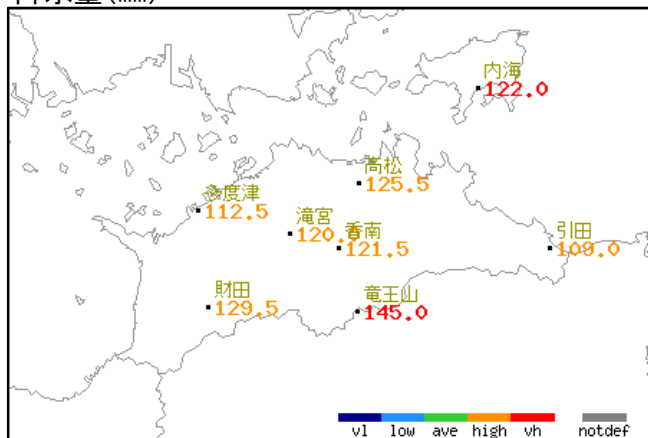 内海
122.0
高松
125.5
多度津
112.5
滝宮
120.
香南
121.5
引田
109.0
財田
129.5
竜王山
145.0
vl low ave high vh notdef